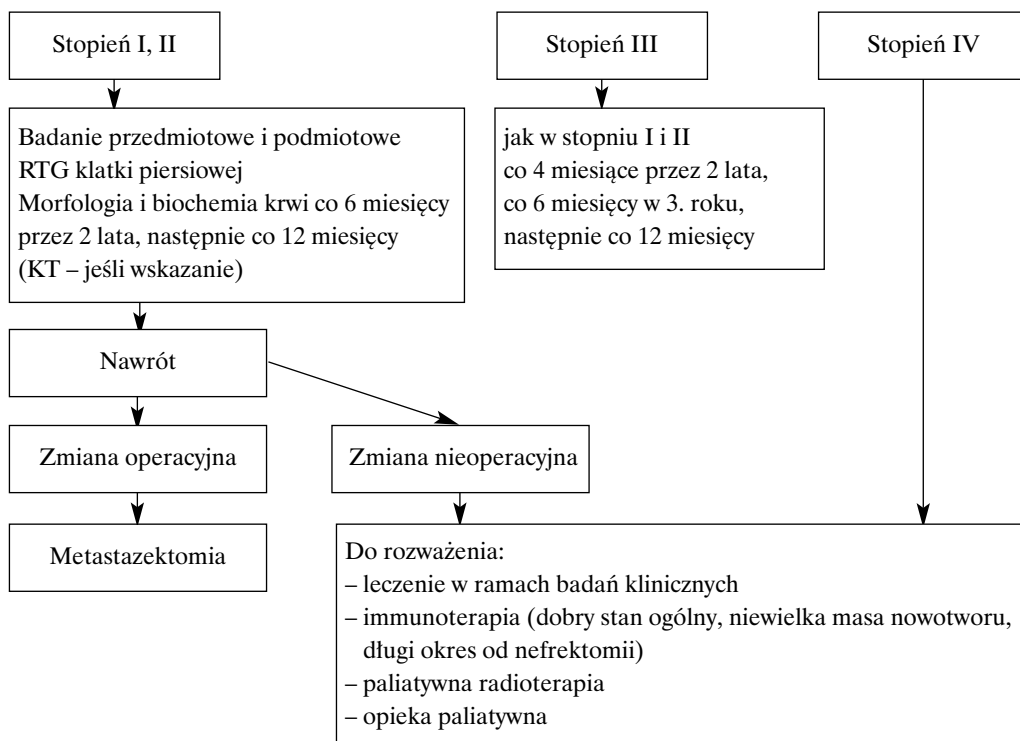 Stopień I, II
Stopień III
Stopień IV
Badanie przedmiotowe i podmiotowe
RTG klatki piersiowej
Morfologia i biochemia krwi co 6 miesięcy
przez 2 lata, następnie co 12 miesięcy
(KT – jeśli wskazanie)
jak w stopniu I i II
co 4 miesiące przez 2 lata,
co 6 miesięcy w 3. roku,
następnie co 12 miesięcy
Nawrót
Zmiana operacyjna
Zmiana nieoperacyjna
Metastazektomia
Do rozważenia:
– leczenie w ramach badań klinicznych
– immunoterapia (dobry stan ogólny, niewielka masa nowotworu,
długi okres od nefrektomii)
– paliatywna radioterapia
– opieka paliatywna